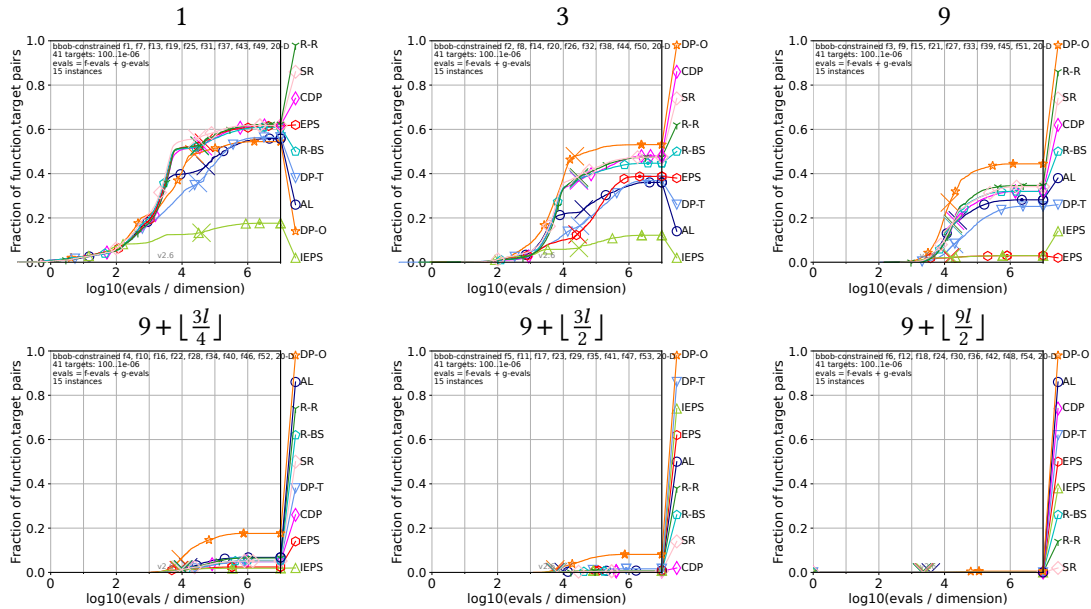 1
3
9
bbob-constrained f1, f7, f13, f19, f25, f31, f37, f43, f49, 20-D
41 targets: 100..1e-06
evals = f-evals + g-evals
15 instances
v2.6
Fraction of function,target pairs
log10(evals / dimension)
0.0
0.2
0.4
0.6
0.8
1.0
0
2
4
6
R-R
SR
CDP
EPS
R-BS
DP-T
AL
DP-O
IEPS
bbob-constrained f2, f8, f14, f20, f26, f32, f38, f44, f50, 20-D
41 targets: 100..1e-06
evals = f-evals + g-evals
15 instances
v2.6
Fraction of function,target pairs
log10(evals / dimension)
0.0
0.2
0.4
0.6
0.8
1.0
0
2
4
6
DP-O
CDP
SR
R-R
R-BS
EPS
DP-T
AL
IEPS
bbob-constrained f3, f9, f15, f21, f27, f33, f39, f45, f51, 20-D
41 targets: 100..1e-06
evals = f-evals + g-evals
15 instances
Fraction of function,target pairs
log10(evals / dimension)
0.0
0.2
0.4
0.6
0.8
1.0
0
2
4
6
DP-O
R-R
SR
CDP
R-BS
AL
DP-T
IEPS
EPS
9 + ⌊3l/4⌋
9 + ⌊3l/2⌋
9 + ⌊9l/2⌋
bbob-constrained f4, f10, f16, f22, f28, f34, f40, f46, f52, 20-D
41 targets: 100..1e-06
evals = f-evals + g-evals
15 instances
Fraction of function,target pairs
log10(evals / dimension)
0.0
0.2
0.4
0.6
0.8
1.0
0
2
4
6
DP-O
AL
R-R
R-BS
SR
DP-T
CDP
EPS
IEPS
bbob-constrained f5, f11, f17, f23, f29, f35, f41, f47, f53, 20-D
41 targets: 100..1e-06
evals = f-evals + g-evals
15 instances
Fraction of function,target pairs
log10(evals / dimension)
0.0
0.2
0.4
0.6
0.8
1.0
0
2
4
6
DP-O
DP-T
IEPS
EPS
AL
R-R
R-BS
SR
CDP
bbob-constrained f6, f12, f18, f24, f30, f36, f42, f48, f54, 20-D
41 targets: 100..1e-06
evals = f-evals + g-evals
15 instances
Fraction of function,target pairs
log10(evals / dimension)
0.0
0.2
0.4
0.6
0.8
1.0
0
2
4
6
DP-O
AL
CDP
DP-T
EPS
IEPS
R-BS
R-R
SR